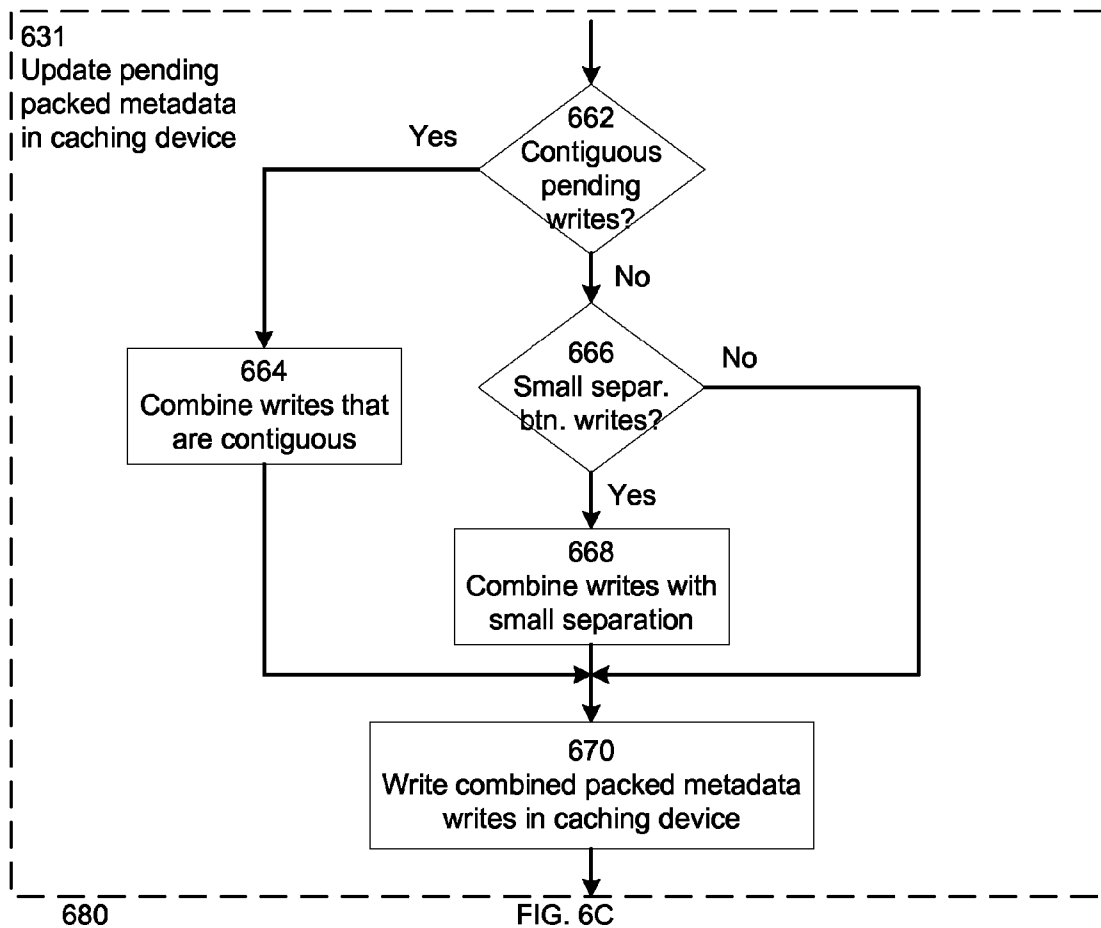 631
Update pending
packed metadata
in caching device
662
Contiguous
pending
writes?
Yes
No
664
Combine writes that
are contiguous
666
Small separ.
btn. writes?
No
Yes
668
Combine writes with
small separation
670
Write combined packed metadata
writes in caching device
680
FIG. 6C